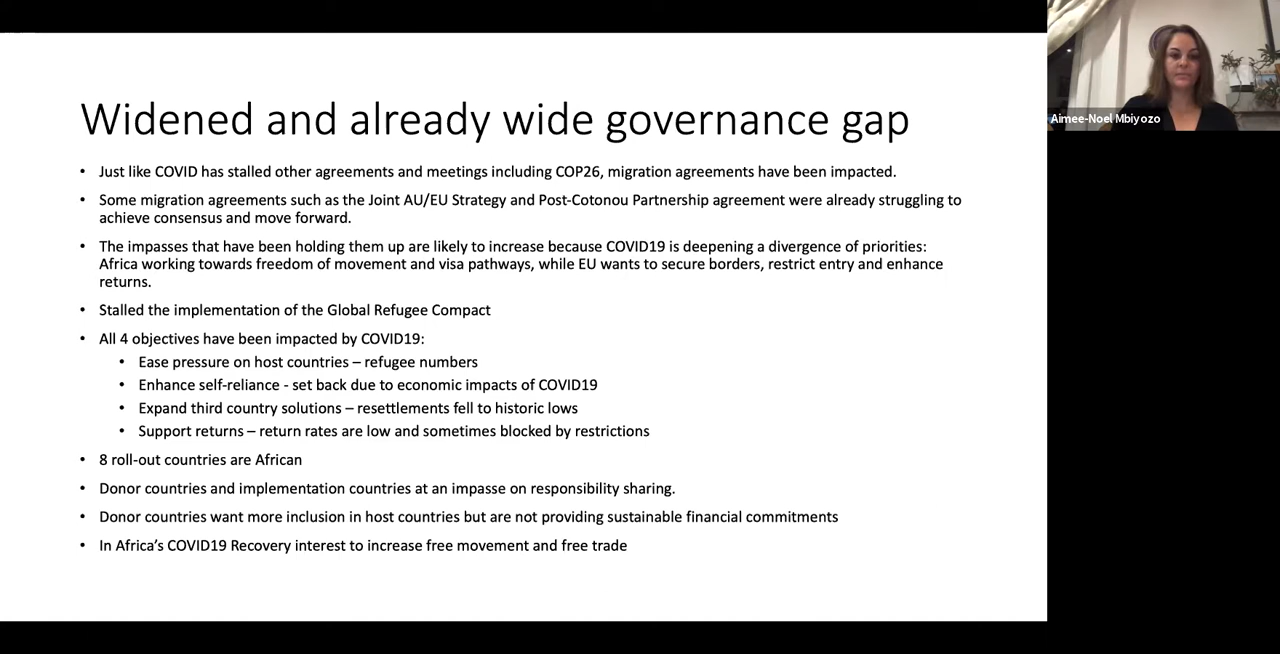 Widened and already wide governance gap
• Just like COVID has stalled other agreements and meetings including COP26, migration agreements have been impacted.
• Some migration agreements such as the Joint AU/EU Strategy and Post-Cotonou Partnership agreement were already struggling to
achieve consensus and move forward.
• The impasses that have been holding them up are likely to increase because COVID19 is deepening a divergence of priorities:
Africa working towards freedom of movement and visa pathways, while EU wants to secure borders, restrict entry and enhance
returns.
• Stalled the implementation of the Global Refugee Compact
• All 4 objectives have been impacted by COVID19:
• Ease pressure on host countries – refugee numbers
• Enhance self-reliance - set back due to economic impacts of COVID19
• Expand third country solutions – resettlements fell to historic lows
• Support returns – return rates are low and sometimes blocked by restrictions
• 8 roll-out countries are African
• Donor countries and implementation countries at an impasse on responsibility sharing.
• Donor countries want more inclusion in host countries but are not providing sustainable financial commitments
• In Africa’s COVID19 Recovery interest to increase free movement and free trade
Aimee-Noel Mbiyozo